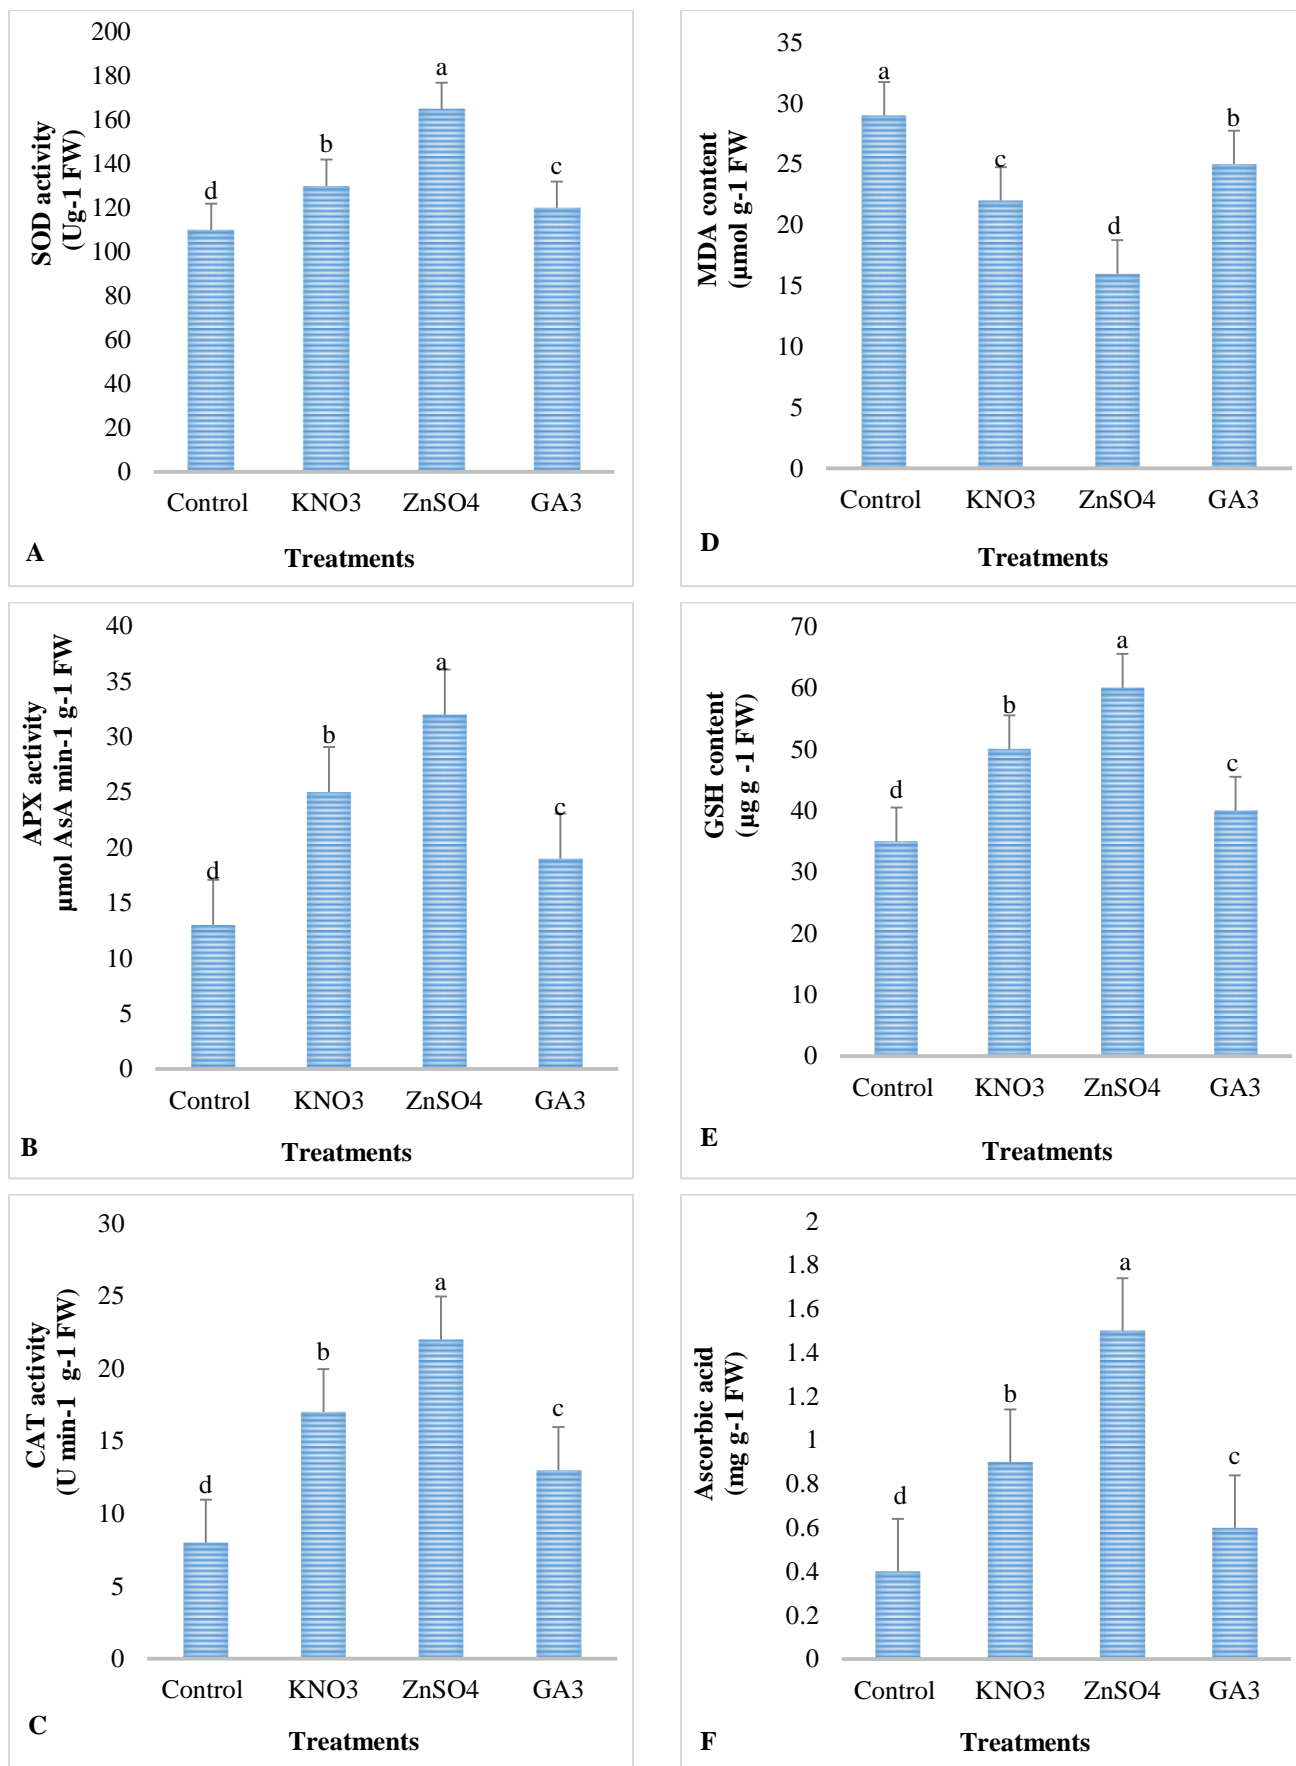 200
180
160
140
120
100
80
60
40
20
0
SOD activity
(Ug-1 FW)
d
b
a
c
Control KNO3 ZnSO4 GA3
A
Treatments
35
30
25
20
15
10
5
0
MDA content
(µmol g-1 FW
a
c
d
b
Control KNO3 ZnSO4 GA3
D
Treatments
40
35
30
25
20
15
10
5
0
APX activity
µmol AsA min-1 g-1 FW
d
b
a
c
Control KNO3 ZnSO4 GA3
B
Treatments
70
60
50
40
30
20
10
0
GSH content
(µg g -1 FW)
d
b
a
c
Control KNO3 ZnSO4 GA3
E
Treatments
30
25
20
15
10
5
0
CAT activity
(U min-1 g-1 FW)
d
b
a
c
Control KNO3 ZnSO4 GA3
C
Treatments
2
1.8
1.6
1.4
1.2
1
0.8
0.6
0.4
0.2
0
Ascorbic acid
(mg g-1 FW)
d
b
a
c
Control KNO3 ZnSO4 GA3
F
Treatments